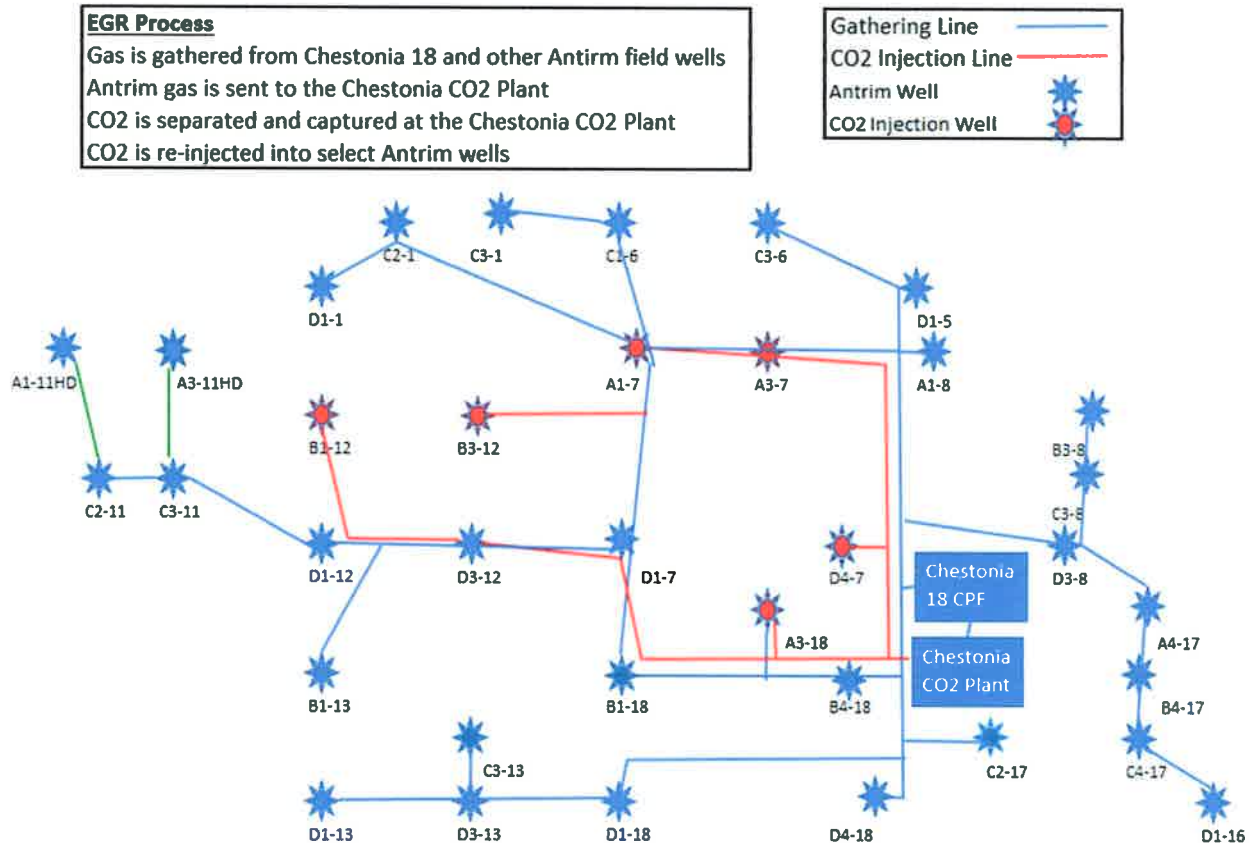 EGR Process
Gas is gathered from Chestonia 18 and other Antirm field wells
Antrim gas is sent to the Chestonia CO2 Plant
CO2 is separated and captured at the Chestonia CO2 Plant
CO2 is re-injected into select Antrim wells
Gathering Line
CO2 Injection Line
Antrim Well
CO2 Injection Well
C2-1
C3-1
C1-6
C3-6
D1-1
D1-5
A1-11HD
A3-11HD
A1-7
A3-7
A1-8
B1-12
B3-12
B3-8
C2-11
C3-11
C3-8
D1-12
D3-12
D1-7
D4-7
D3-8
Chestonia
18 CPF
A3-18
A4-17
Chestonia
CO2 Plant
B1-13
B1-18
B4-18
B4-17
C3-13
C2-17
C4-17
D1-13
D3-13
D1-18
D4-18
D1-16